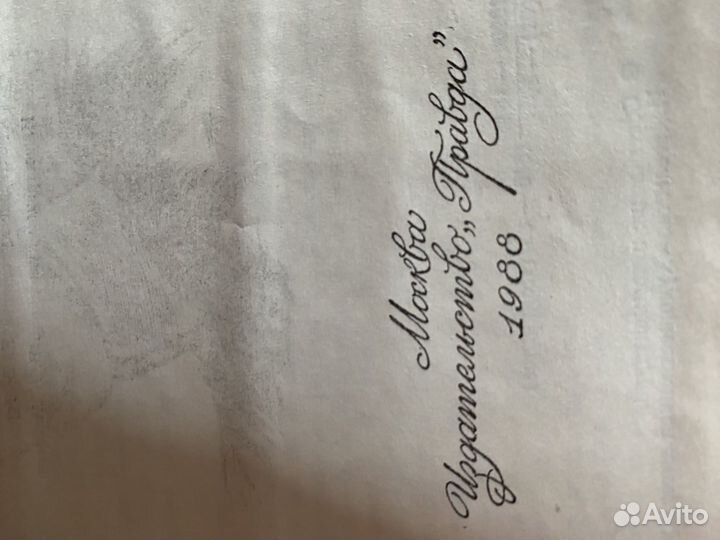 Москва
Издательство „Правда”
1988
Avito